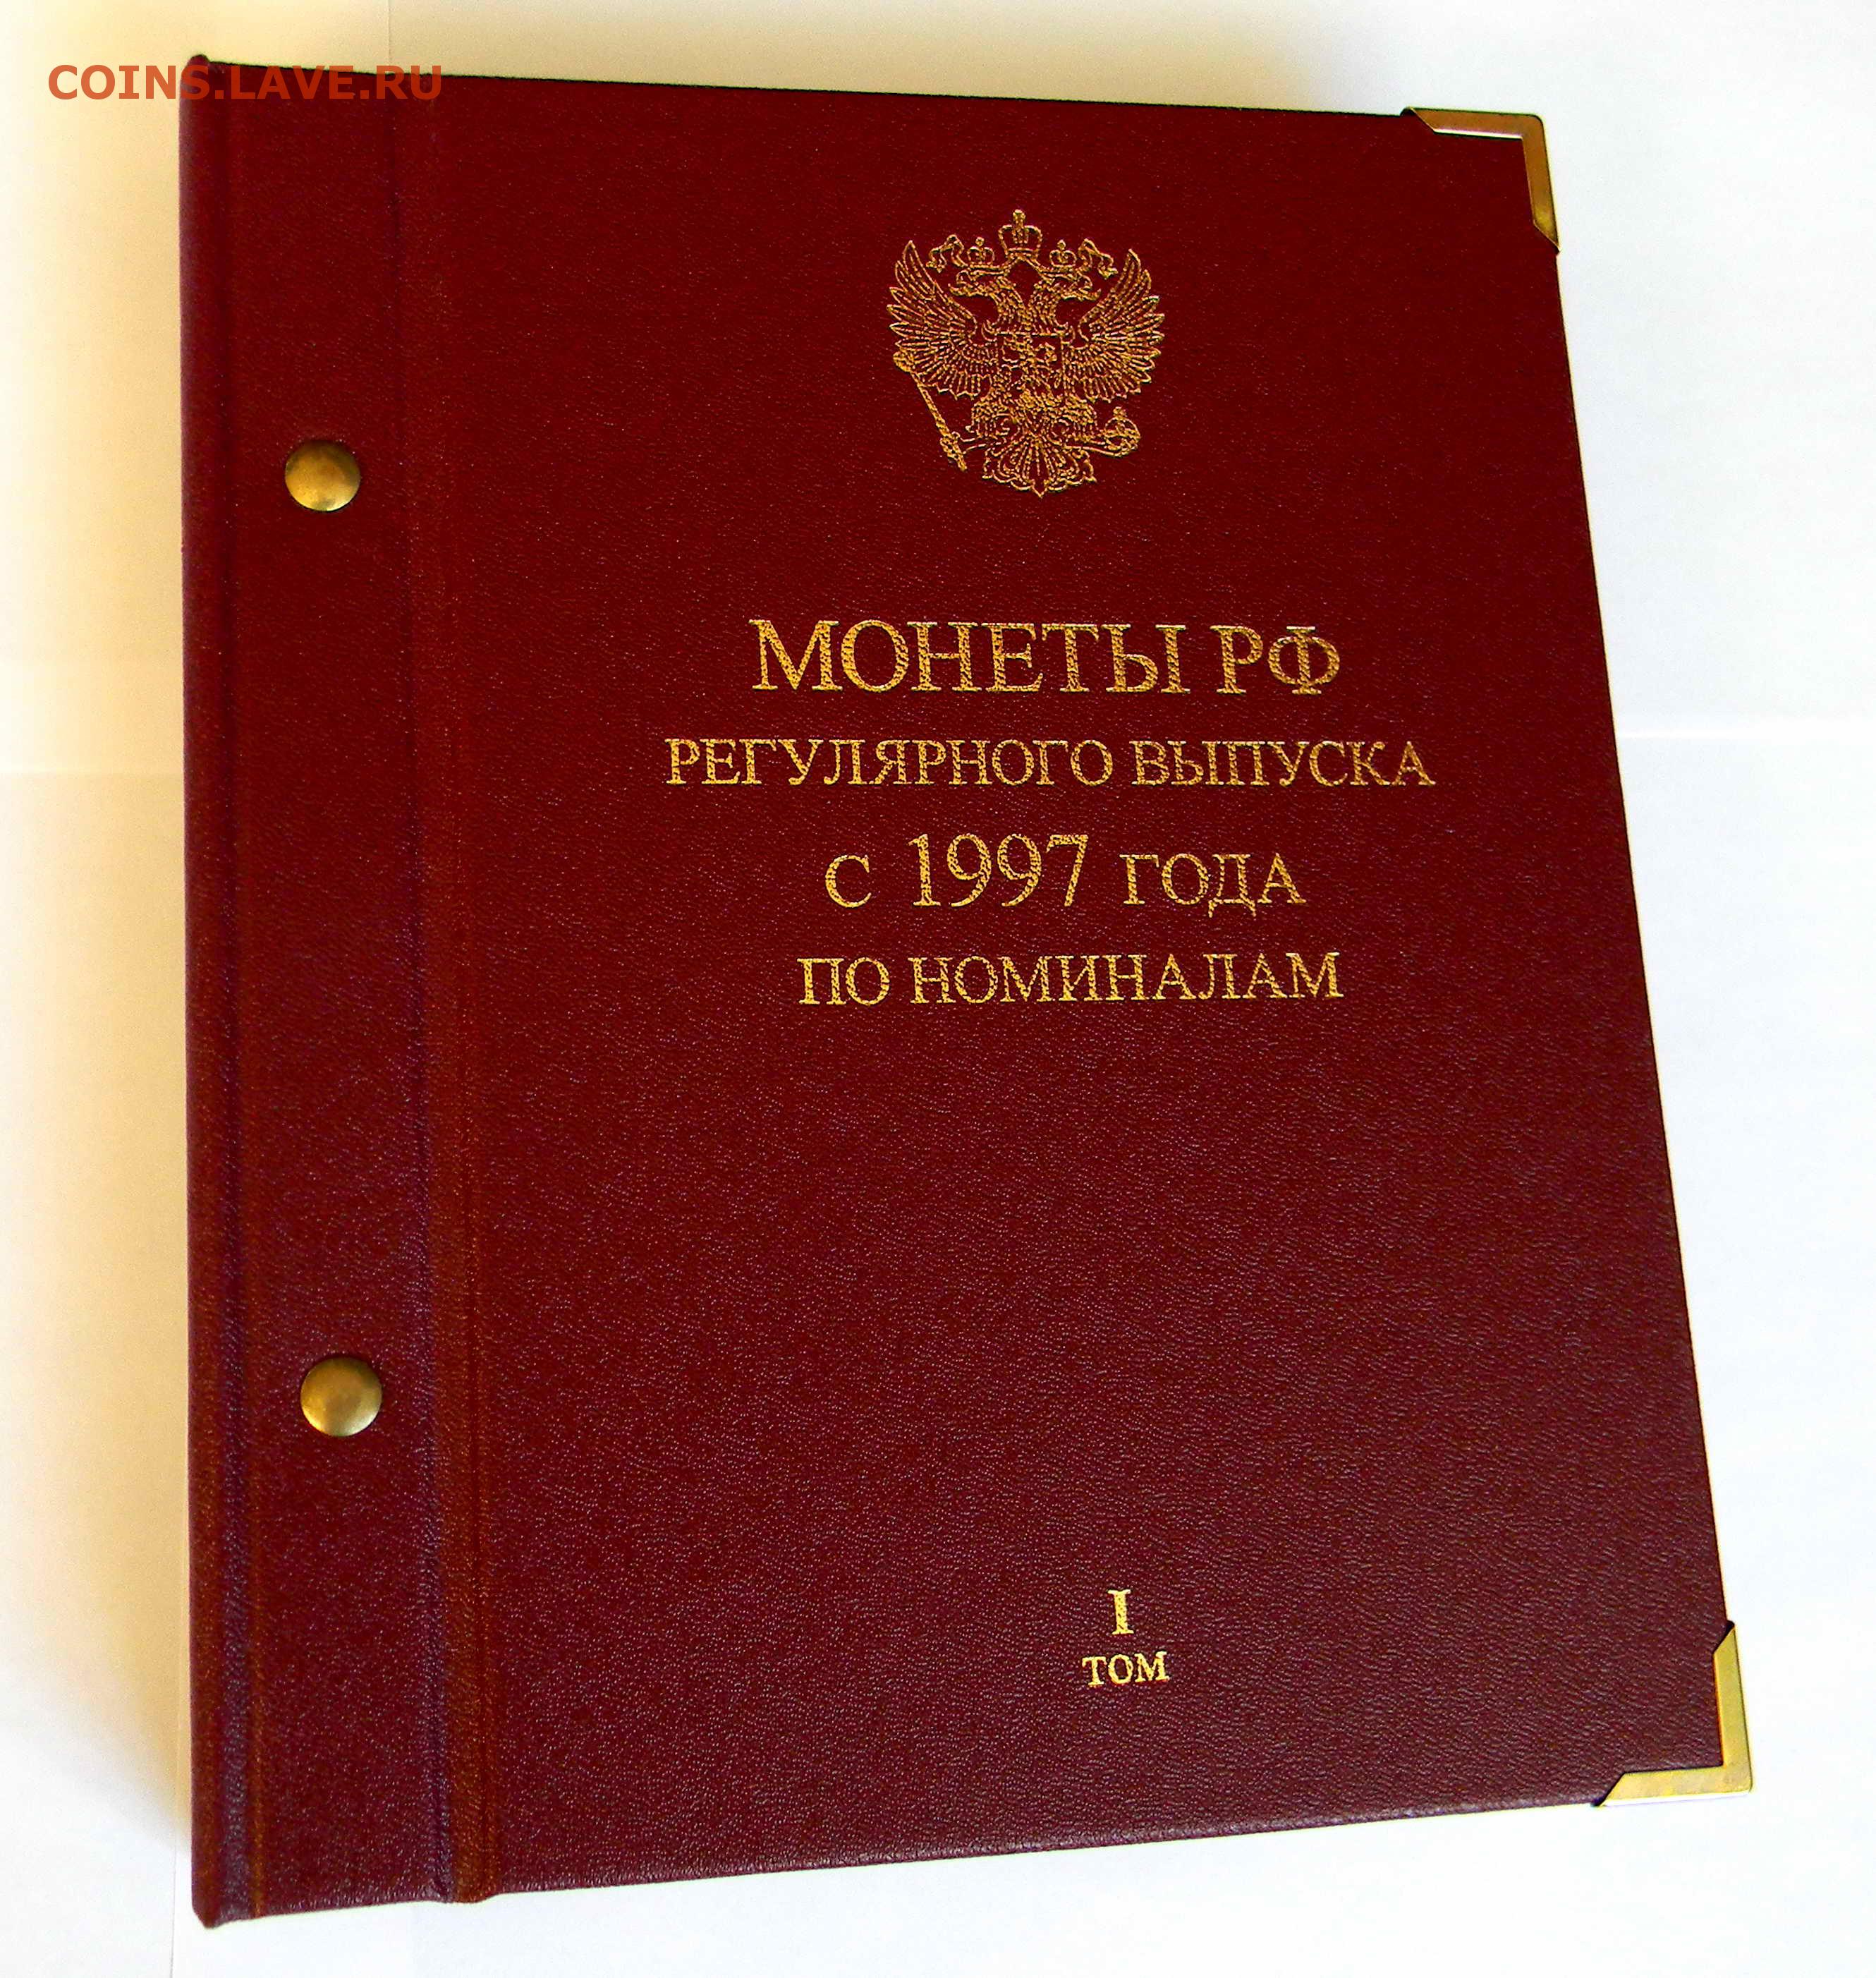 COINS.LAVE.RU
МОНЕТЫ РФ
РЕГУЛЯРНОГО ВЫПУСКА
С 1997 ГОДА
ПО НОМИНАЛАМ
I
ТОМ